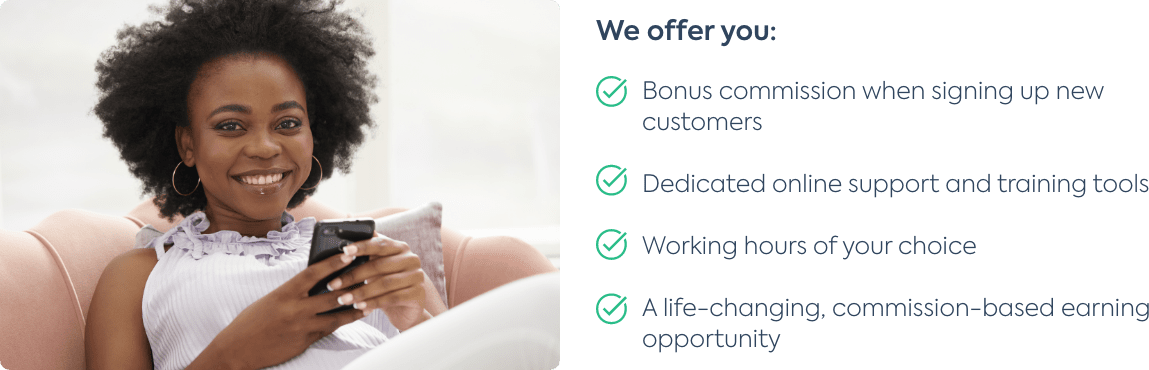 We offer you:
Bonus commission when signing up new
customers
Dedicated online support and training tools
Working hours of your choice
A life-changing, commission-based earning
opportunity